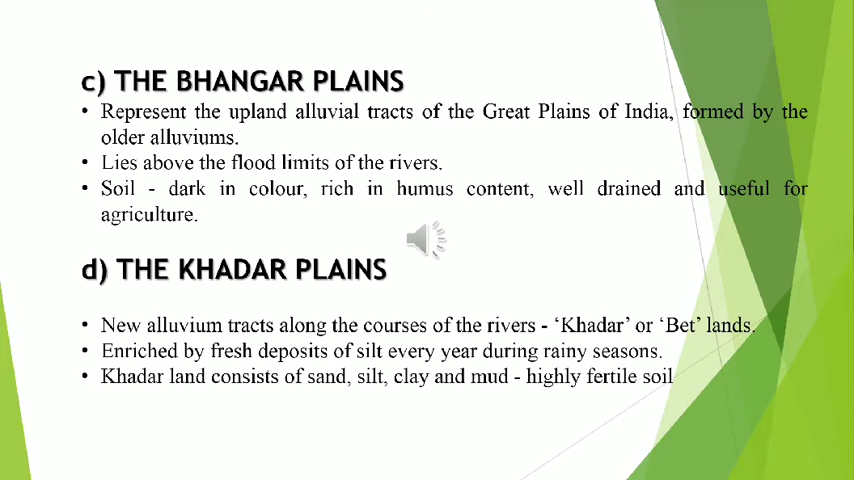 c) THE BHANGAR PLAINS
• Represent the upland alluvial tracts of the Great Plains of India, formed by the
older alluviums.
• Lies above the flood limits of the rivers.
• Soil - dark in colour, rich in humus content, well drained and useful for
agriculture.
d) THE KHADAR PLAINS
• New alluvium tracts along the courses of the rivers - ‘Khadar’ or ‘Bet’ lands.
• Enriched by fresh deposits of silt every year during rainy seasons.
• Khadar land consists of sand, silt, clay and mud - highly fertile soil